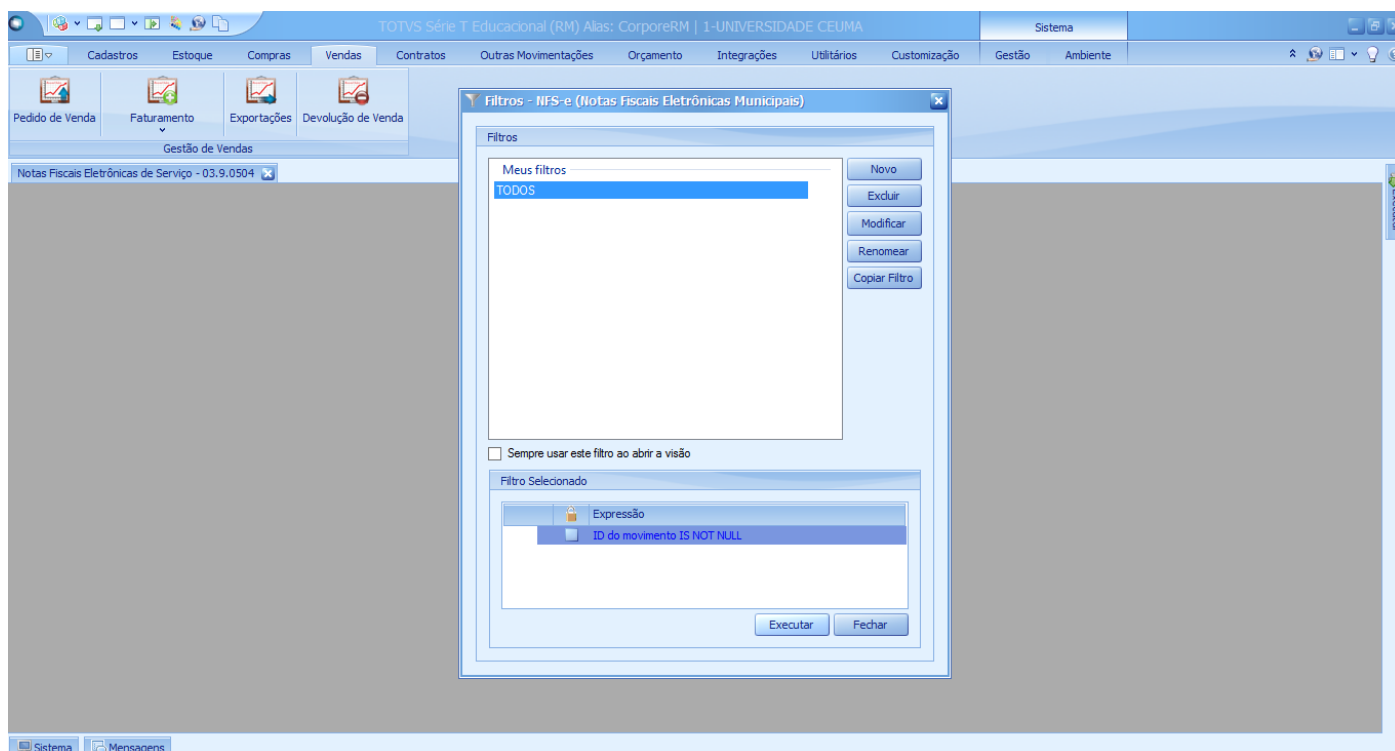 TOTVS Série T Educacional (RM) Alias: CorporeRM | 1-UNIVERSIDADE CEUMA
Sistema
Cadastros Estoque Compras Vendas Contratos Outras Movimentações Orçamento Integrações Utilitários Customização Gestão Ambiente
Pedido de Venda Faturamento Exportações Devolução de Venda
Gestão de Vendas
Notas Fiscais Eletrônicas de Serviço - 03.9.0504
Filtros - NFS-e (Notas Fiscais Eletrônicas Municipais)
Filtros
Meus filtros
TODOS
Novo
Excluir
Modificar
Renomear
Copiar Filtro
Sempre usar este filtro ao abrir a visão
Filtro Selecionado
Expressão
ID do movimento IS NOT NULL
Executar Fechar
Sistema Mensagens